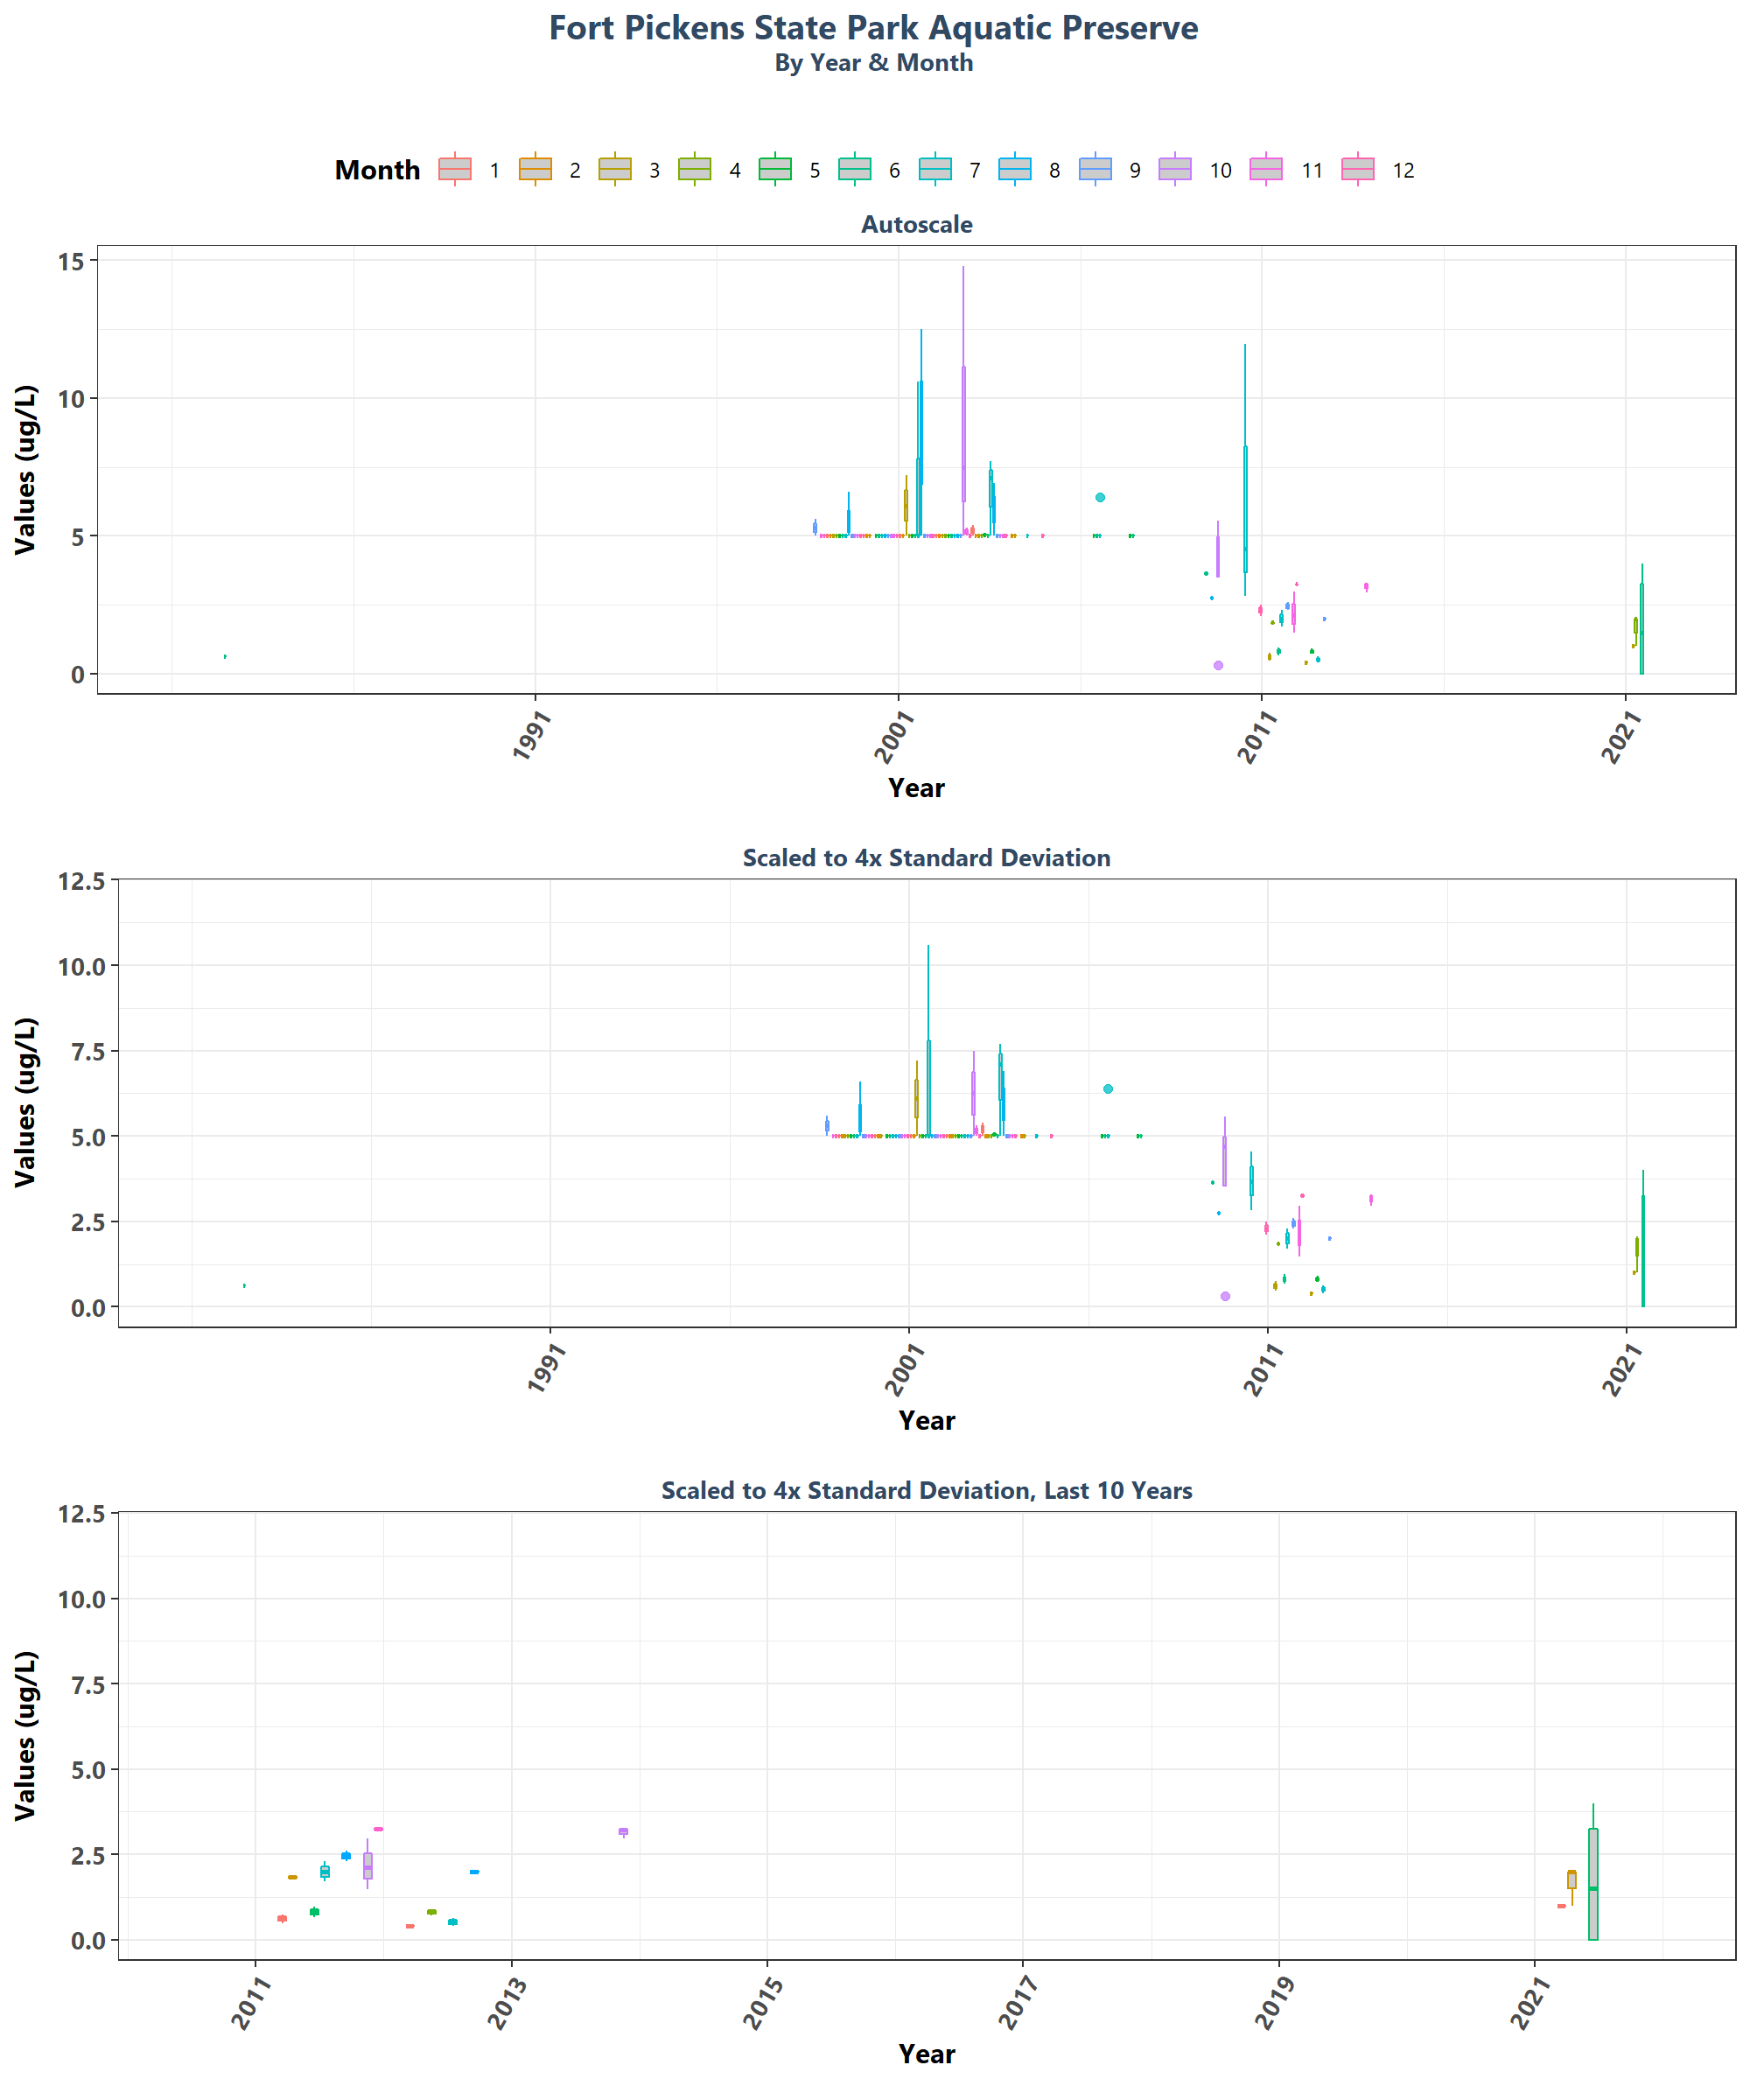 Fort Pickens State Park Aquatic Preserve
By Year & Month
Month 1 2 3 4 5 6 7 8 9 10 11 12
Autoscale
15
10
5
0
Values (ug/L)
1991 2001 2011 2021
Year
Scaled to 4x Standard Deviation
12.5
10.0
7.5
5.0
2.5
0.0
Values (ug/L)
1991 2001 2011 2021
Year
Scaled to 4x Standard Deviation, Last 10 Years
12.5
10.0
7.5
5.0
2.5
0.0
Values (ug/L)
2011 2013 2015 2017 2019 2021
Year